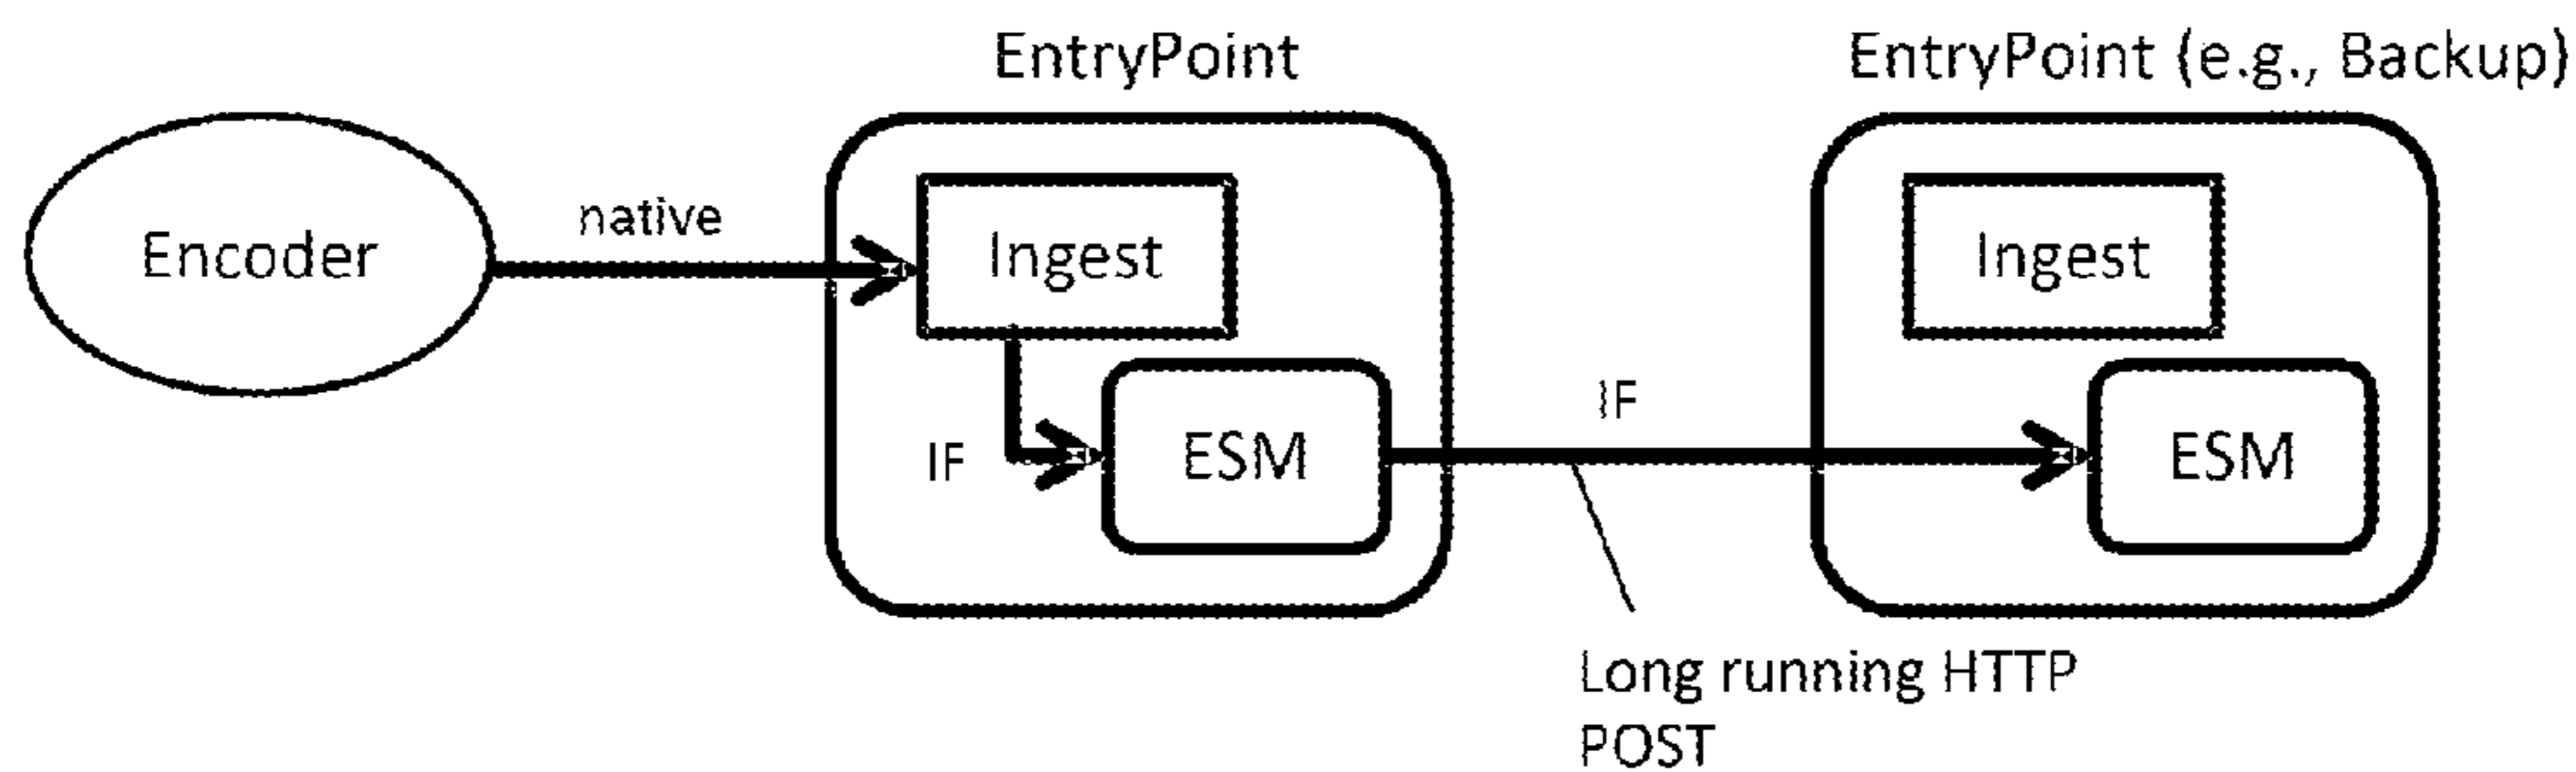 EntryPoint
EntryPoint (e.g., Backup)
Encoder
native
Ingest
Ingest
IF
ESM
IF
ESM
Long running HTTP
POST